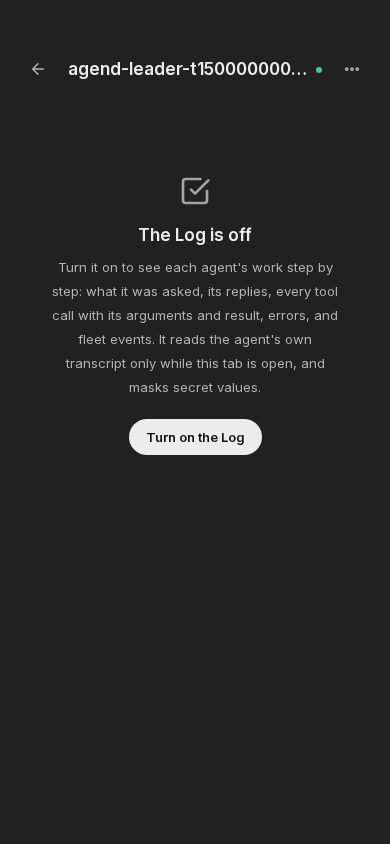 agend-leader-t150000000…
The Log is off
Turn it on to see each agent's work step by
step: what it was asked, its replies, every tool
call with its arguments and result, errors, and
fleet events. It reads the agent's own
transcript only while this tab is open, and
masks secret values.
Turn on the Log